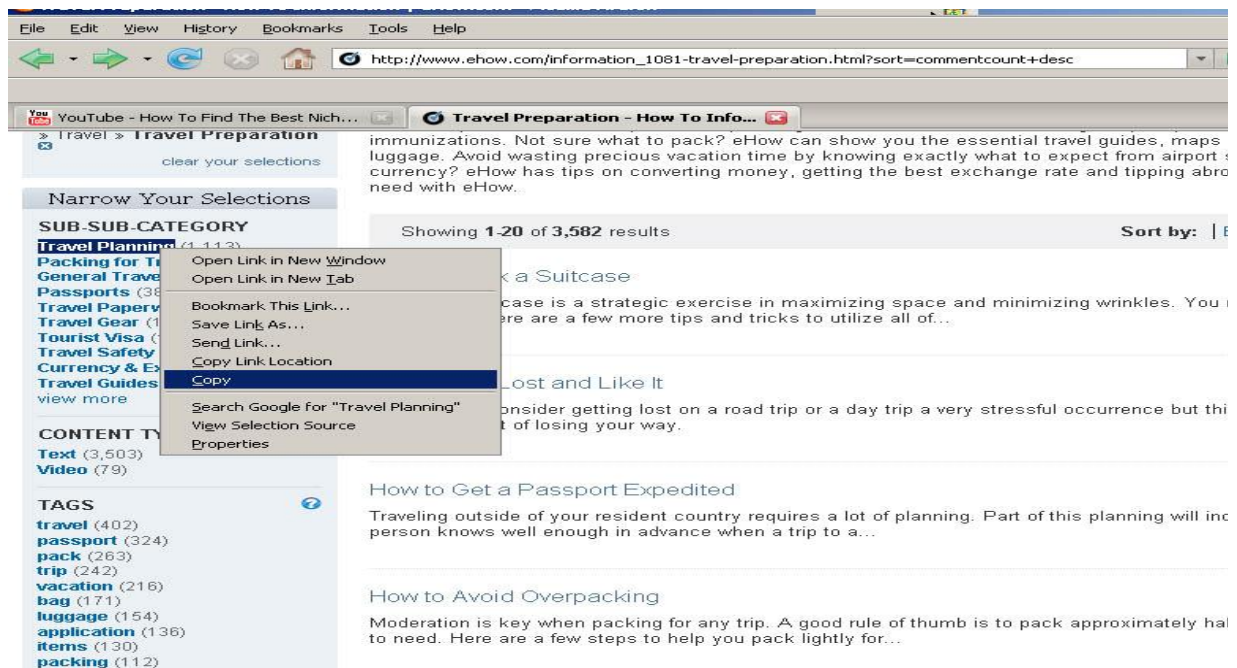 File Edit View History Bookmarks Tools Help
http://www.ehow.com/information_1081-travel-preparation.html?sort=commentcount+desc
You Tube YouTube - How To Find The Best Nich...
Travel Preparation - How To Info...
» Travel » Travel Preparation
clear your selections
Narrow Your Selections
SUB-SUB-CATEGORY
Travel Planning (1,113)
Packing for Tr
General Trave
Passports (38
Travel Paperw
Travel Gear (1
Tourist Visa (
Travel Safety
Currency & Ex
Travel Guides
view more
CONTENT TY
Text (3,503)
Video (79)
TAGS
travel (402)
passport (324)
pack (263)
trip (242)
vacation (216)
bag (171)
luggage (154)
application (136)
items (130)
packing (112)
Open Link in New Window
Open Link in New Tab
Bookmark This Link...
Save Link As...
Send Link...
Copy Link Location
Copy
Search Google for "Travel Planning"
View Selection Source
Properties
immunizations. Not sure what to pack? eHow can show you the essential travel guides, maps
luggage. Avoid wasting precious vacation time by knowing exactly what to expect from airport
currency? eHow has tips on converting money, getting the best exchange rate and tipping abro
need with eHow.
Showing 1-20 of 3,582 results
Sort by: |
k a Suitcase
case is a strategic exercise in maximizing space and minimizing wrinkles. You
ere are a few more tips and tricks to utilize all of...
Lost and Like It
onsider getting lost on a road trip or a day trip a very stressful occurrence but thi
t of losing your way.
How to Get a Passport Expedited
Traveling outside of your resident country requires a lot of planning. Part of this planning will inc
person knows well enough in advance when a trip to a...
How to Avoid Overpacking
Moderation is key when packing for any trip. A good rule of thumb is to pack approximately hal
to need. Here are a few steps to help you pack lightly for...